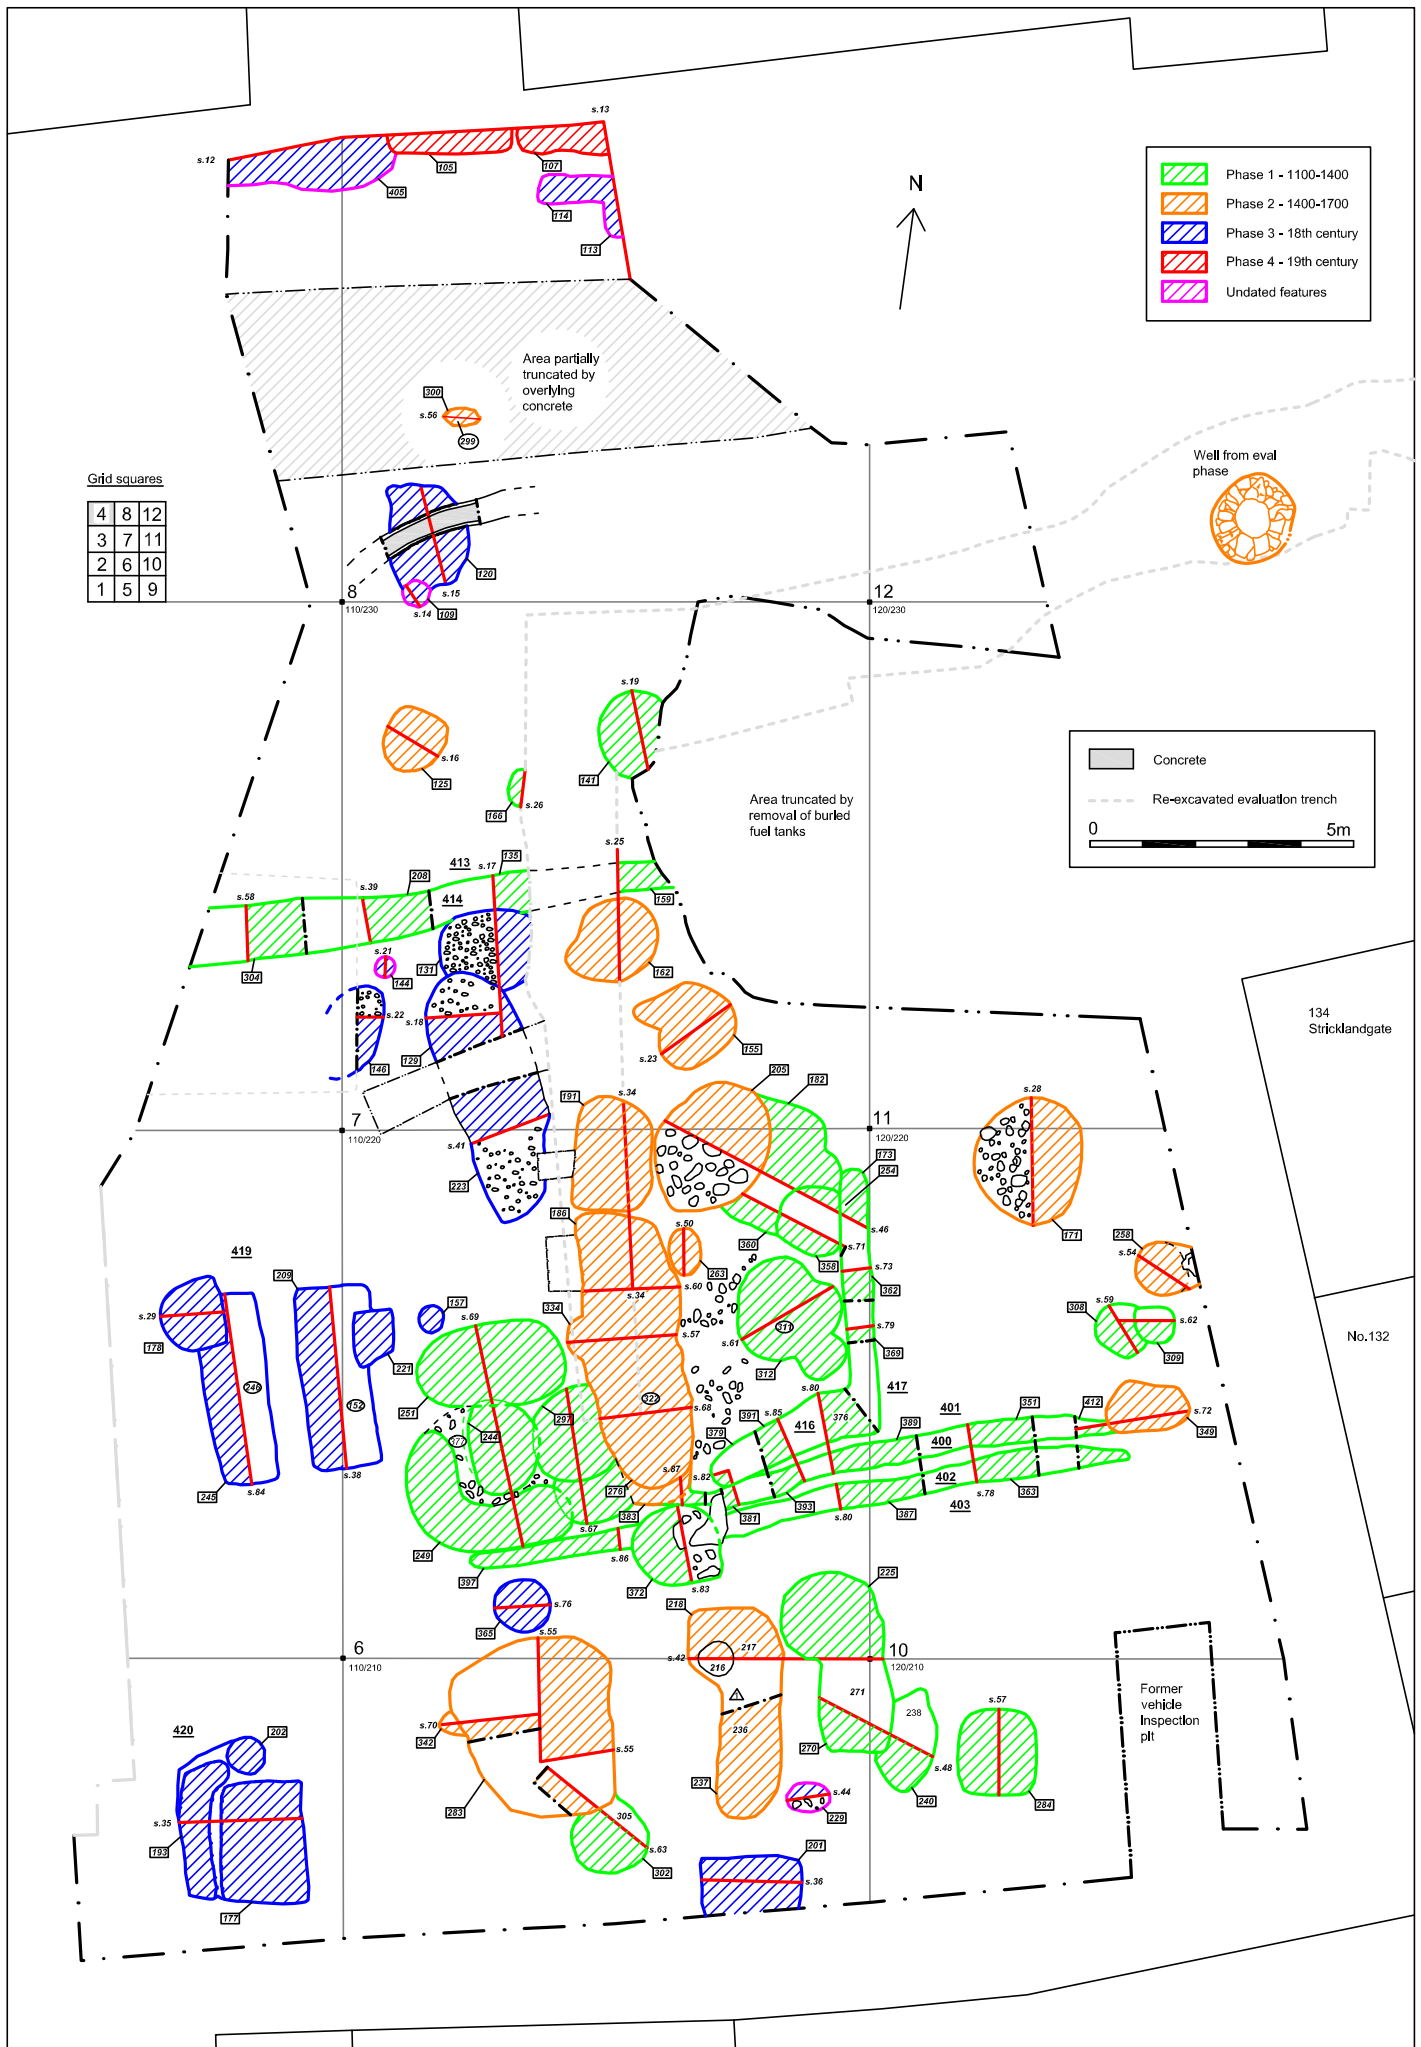 s.13
s.12
105
107
405
114
113
N
Phase 1 - 1100-1400
Phase 2 - 1400-1700
Phase 3 - 18th century
Phase 4 - 19th century
Undated features
Area partially
truncated by
overlying
concrete
300
s.56
299
Well from eval
phase
Grid squares
4 8 12
3 7 11
2 6 10
1 5 9
120
s.15
s.14
109
8
110/230
12
120/230
s.19
141
s.16
125
166
s.26
Area truncated by
removal of buried
fuel tanks
Concrete
Re-excavated evaluation trench
0 5m
s.25
135
413
s.17
208
s.39
s.58
414
159
304
s.21
144
131
162
s.22
s.18
146
129
s.23
155
134
Stricklandgate
205
182
191
s.34
s.28
7
110/220
11
120/220
s.41
223
173
254
186
s.50
s.46
s.71
360
358
171
263
258
s.54
419
209
157
s.69
s.60
s.34
334
s.57
s.73
362
s.79
369
311
s.61
312
s.59
308
s.62
309
No.132
s.29
178
221
246
152
251
322
s.68
297
244
377
s.80
417
376
391
s.85
416
379
389
401
351
412
400
s.72
349
402
s.78
363
403
245
s.84
s.38
276
s.87
s.82
383
381
393
s.80
387
s.67
249
s.86
397
372
s.83
365
s.76
s.55
218
217
s.42
216
225
6
110/210
10
120/210
s.70
342
236
271
238
s.57
Former
vehicle
inspection
pit
420
202
s.55
270
s.48
283
237
240
284
s.44
229
305
s.35
193
s.63
302
201
s.36
177